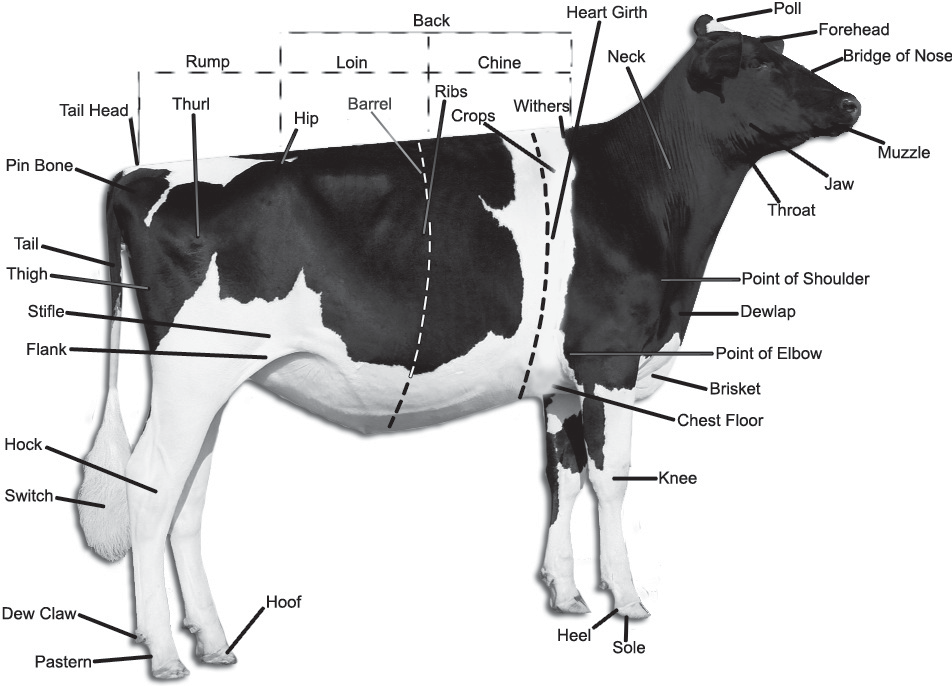 Poll
Heart Girth
Back
Forehead
Bridge of Nose
Neck
Rump
Loin
Chine
Ribs
Tail Head
Thurl
Barrel
Withers
Hip
Crops
Muzzle
Pin Bone
Jaw
Throat
Tail
Thigh
Point of Shoulder
Stifle
Dewlap
Flank
Point of Elbow
Brisket
Chest Floor
Hock
Knee
Switch
Hoof
Dew Claw
Heel
Sole
Pastern